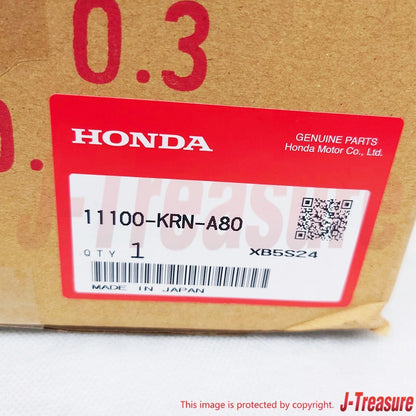 0.3
0.
HONDA
GENUINE PARTS
Honda Motor Co., Ltd.
11100-KRN-A80
QTY 1
XB5S24
MADE IN JAPAN
J-Treasure
This image is protected by copyright.
J-Treasure